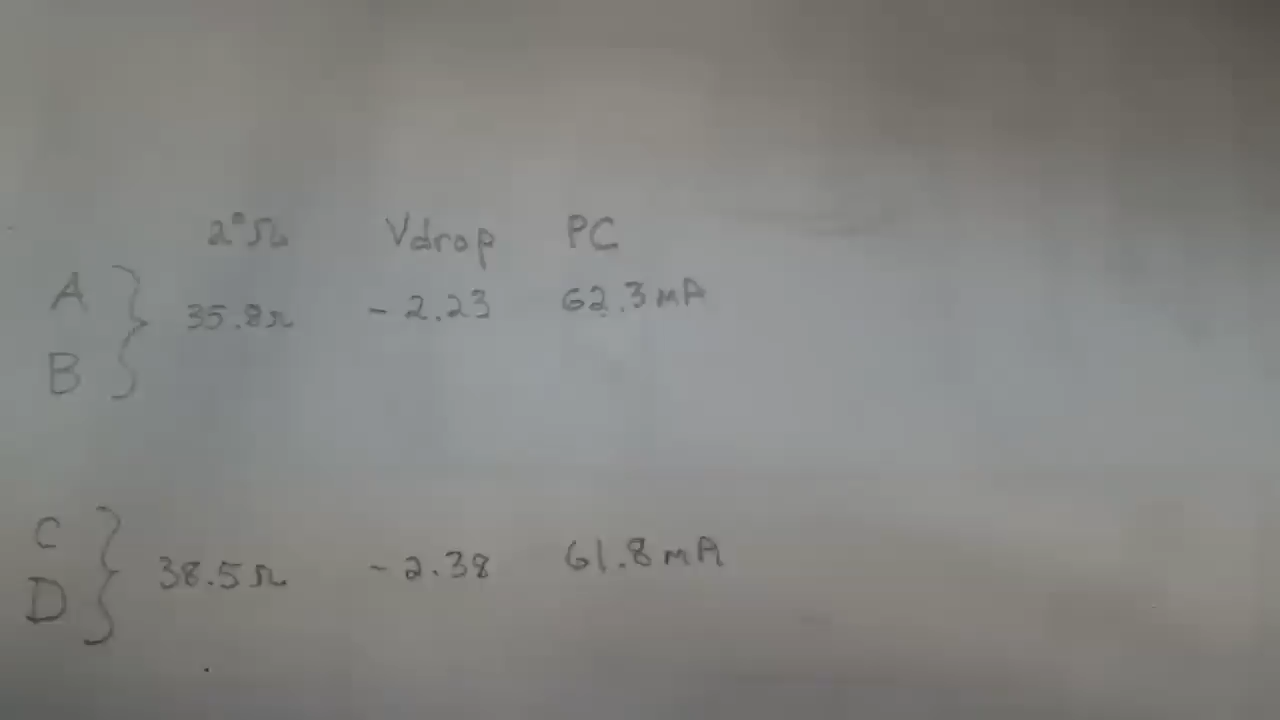 2°Ω Vdrop PC
A
35.8Ω - 2.23 62.3mA
B
C
38.5Ω - 2.38 61.8mA
D